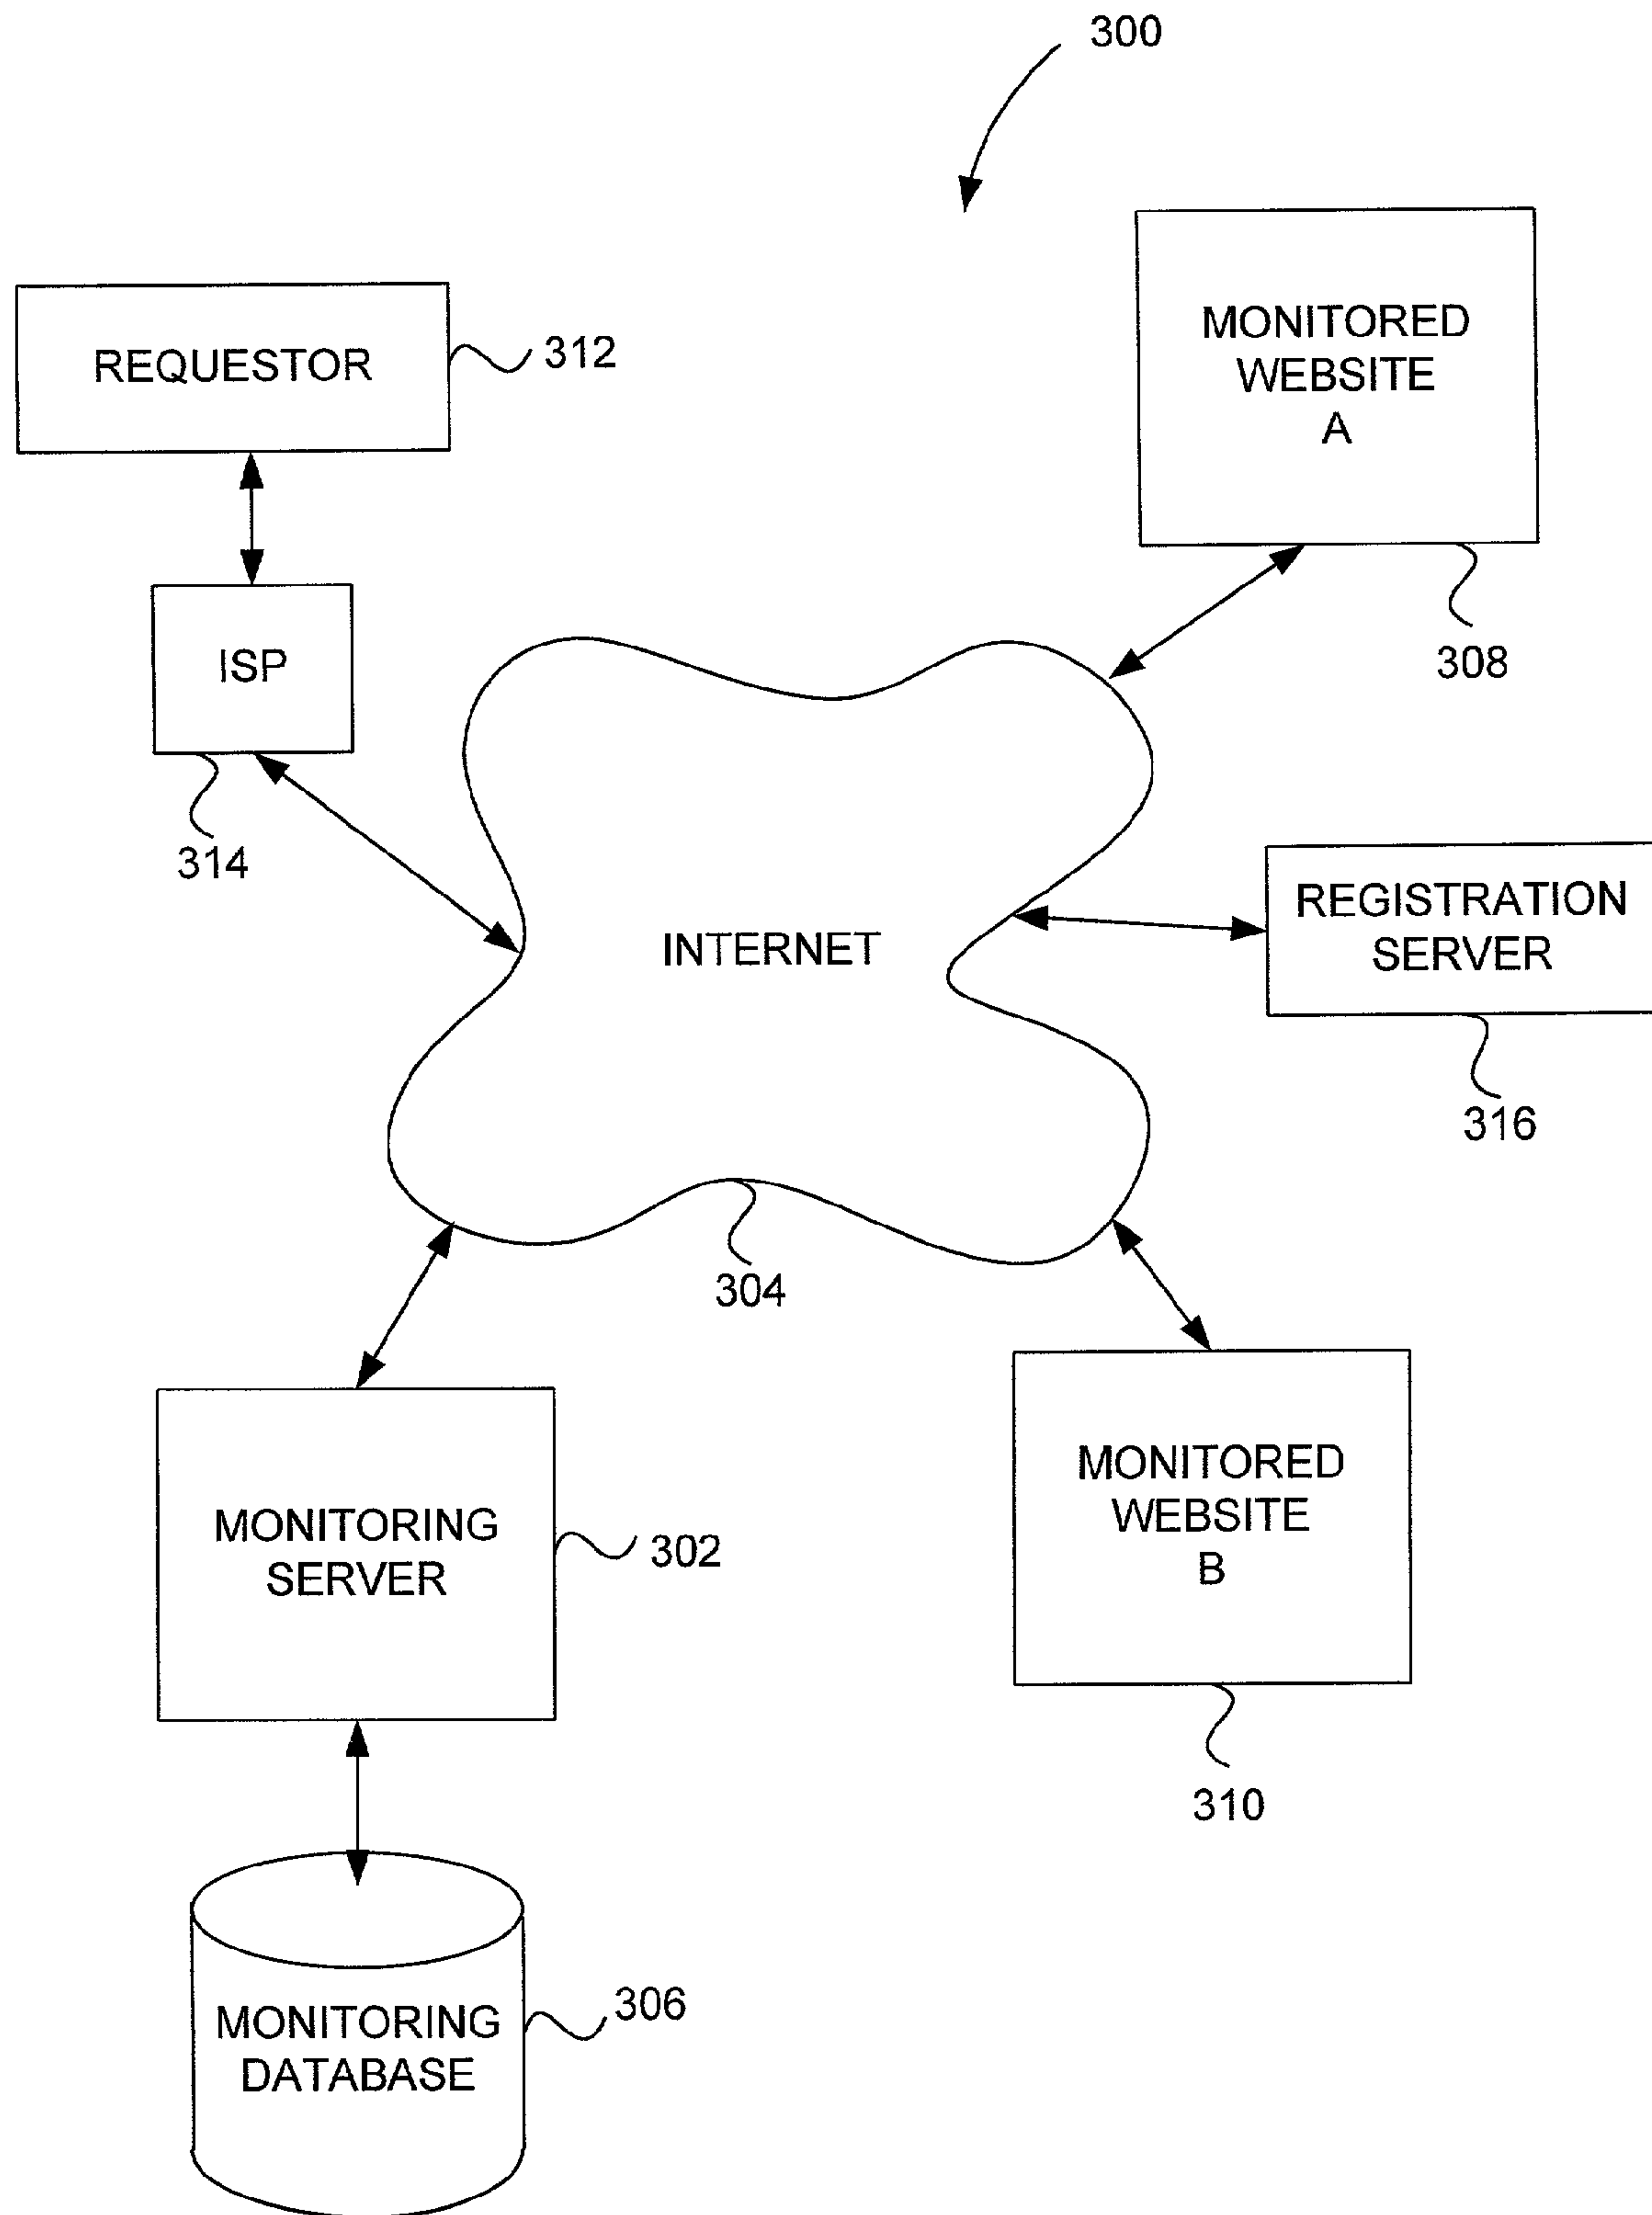 300
MONITORED
WEBSITE
A
308
REQUESTOR
312
ISP
314
INTERNET
304
REGISTRATION
SERVER
316
MONITORING
SERVER
302
MONITORED
WEBSITE
B
310
MONITORING
DATABASE
306